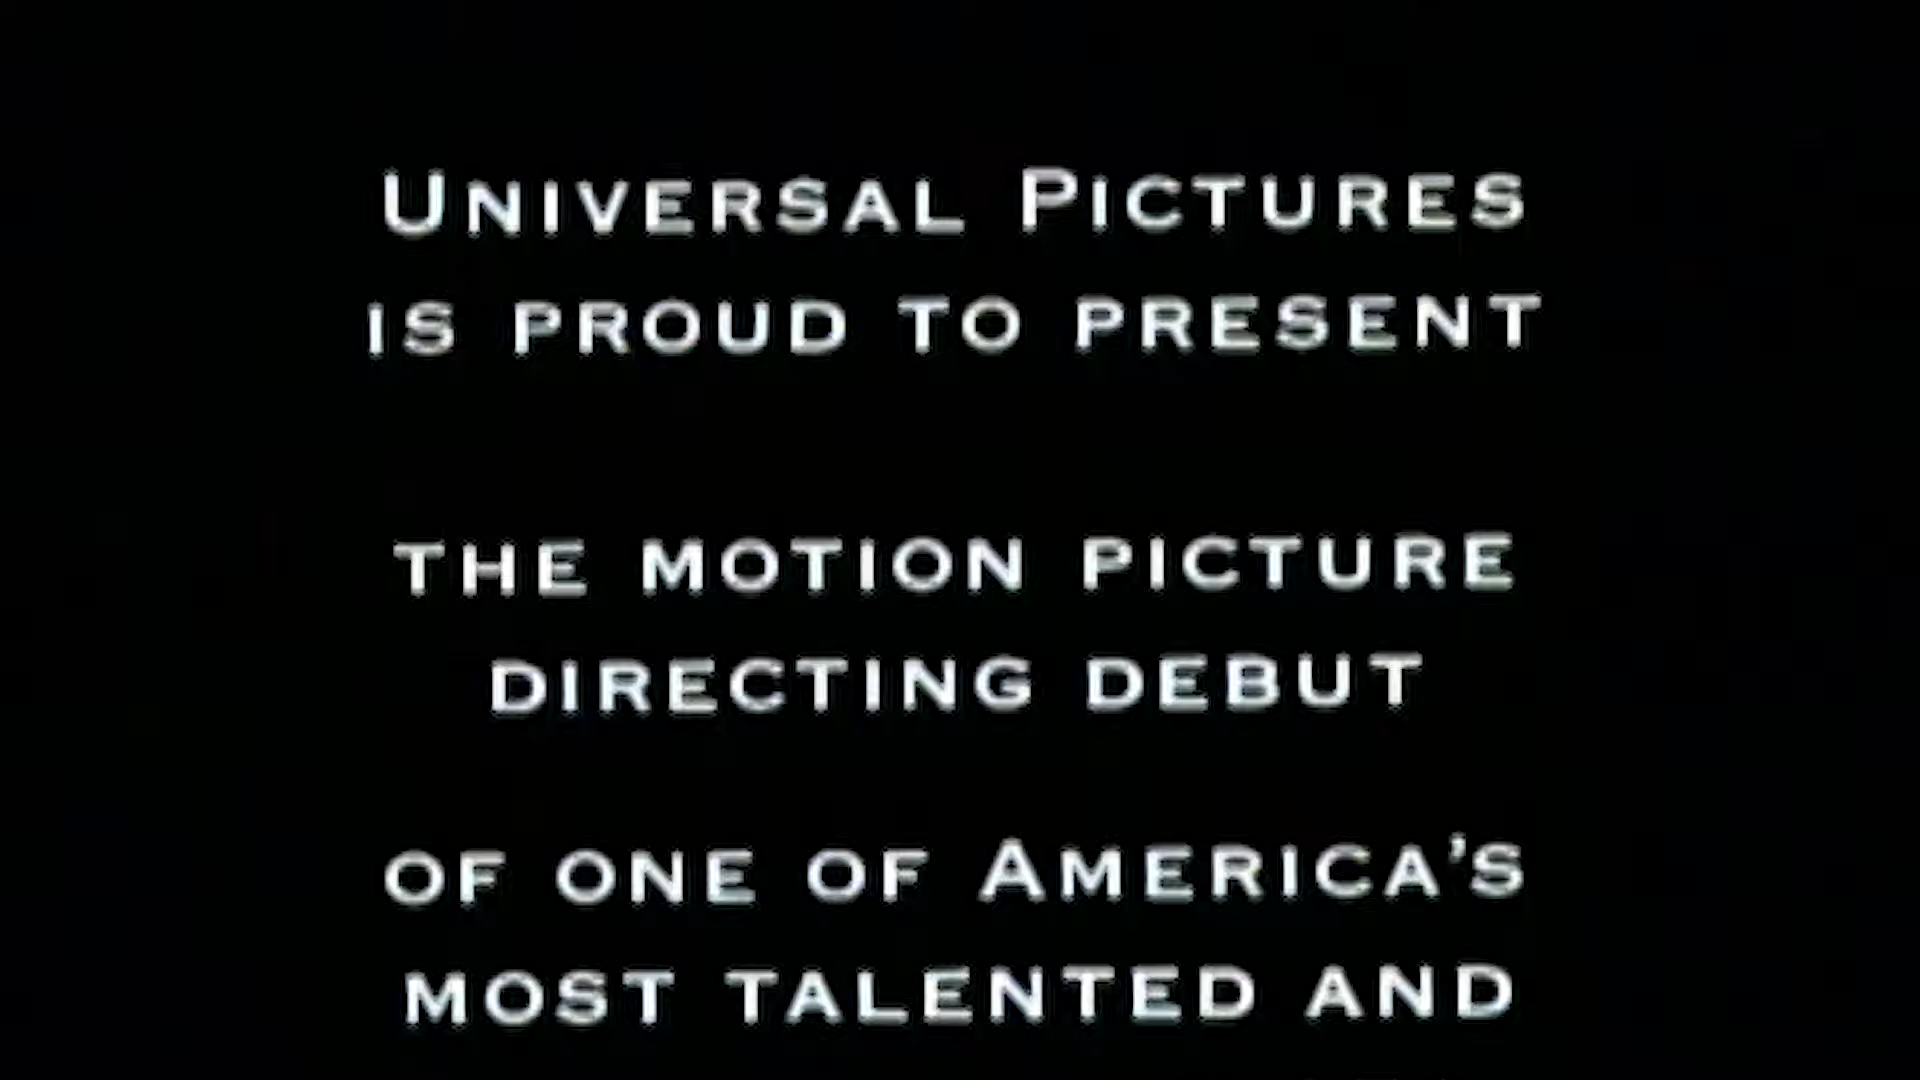 Universal Pictures
is proud to present
the motion picture
directing debut
of one of America's
most talented and